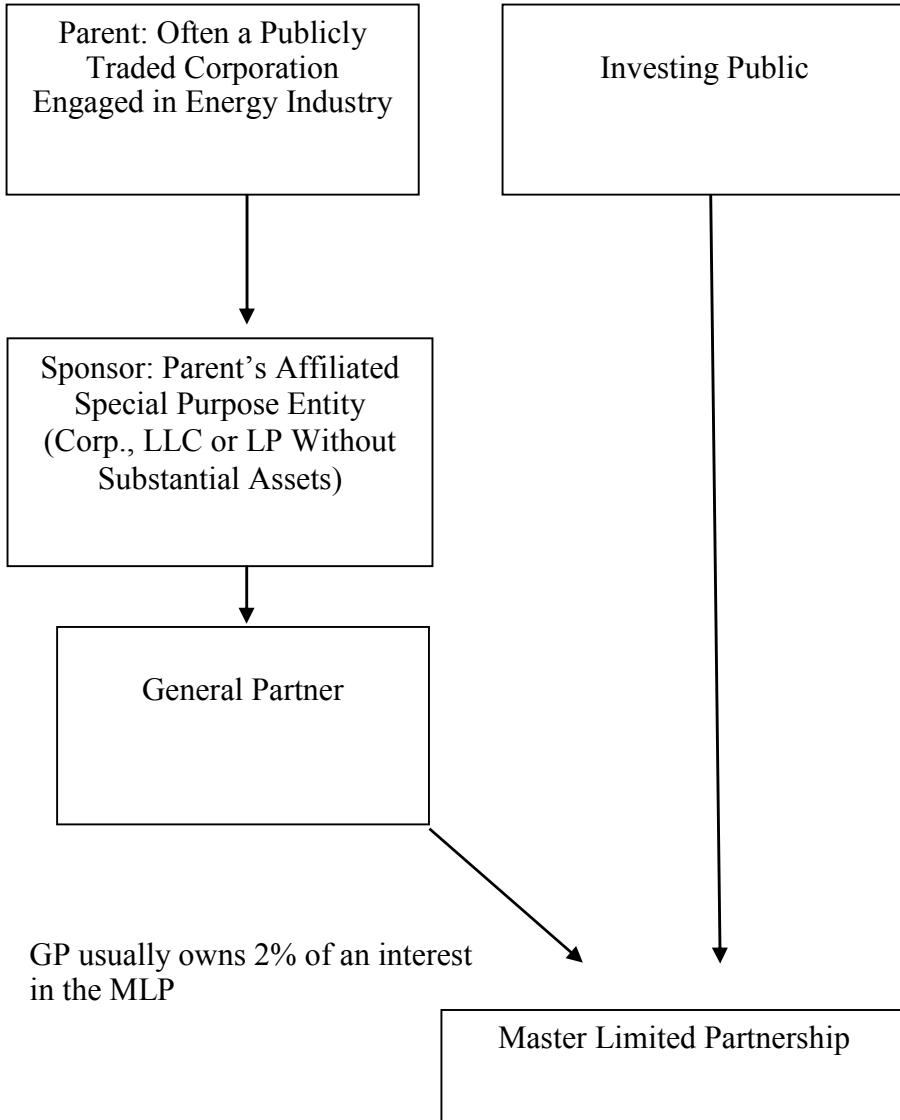 Parent: Often a Publicly
Traded Corporation
Engaged in Energy Industry
Investing Public
Sponsor: Parent’s Affiliated
Special Purpose Entity
(Corp., LLC or LP Without
Substantial Assets)
General Partner
GP usually owns 2% of an interest
in the MLP
Master Limited Partnership